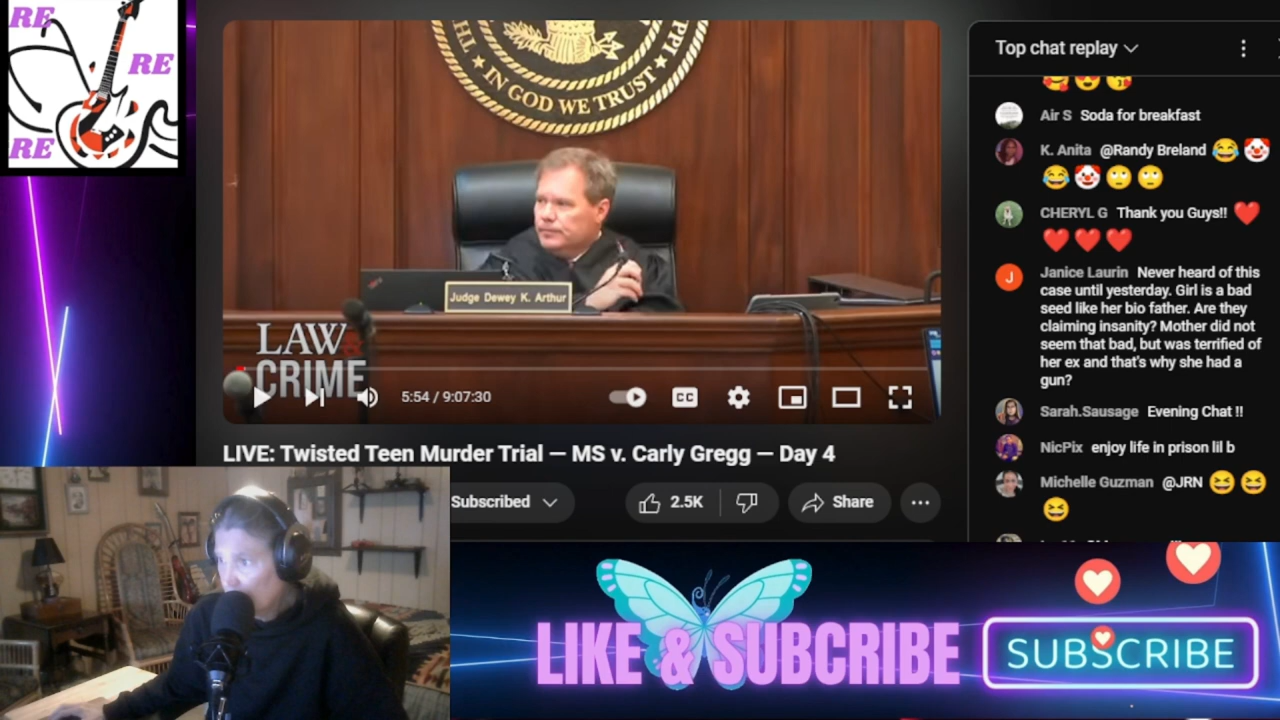 RE
RE
RE
IN GOD WE TRUST
Judge Dewey K. Arthur
LAW&
CRIME
5:54 / 9:07:30
CC
LIVE: Twisted Teen Murder Trial — MS v. Carly Gregg — Day 4
Subscribed
2.5K
Share
Top chat replay
Air S Soda for breakfast
K. Anita @Randy Breland 😂🤡
😂🤡🙄🙄
CHERYL G Thank you Guys!! ❤️
❤️❤️❤️
J
Janice Laurin Never heard of this
case until yesterday. Girl is a bad
seed like her bio father. Are they
claiming insanity? Mother did not
seem that bad, but was terrified of
her ex and that's why she had a
gun?
Sarah.Sausage Evening Chat !!
NicPix enjoy life in prison lil b
Michelle Guzman @JRN 😆😆
😆
LIKE & SUBCRIBE
SUBSCRIBE